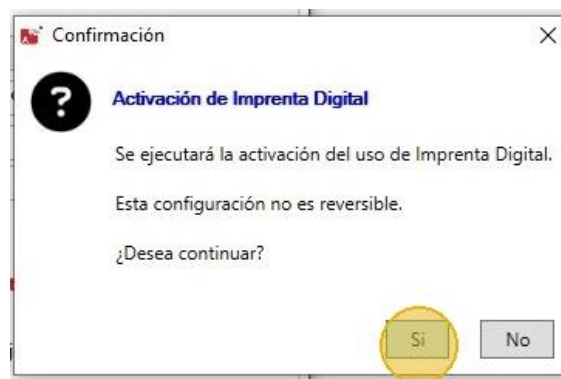 Confirmación
Activación de Imprenta Digital
Se ejecutará la activación del uso de Imprenta Digital.
Esta configuración no es reversible.
¿Desea continuar?
Si
No